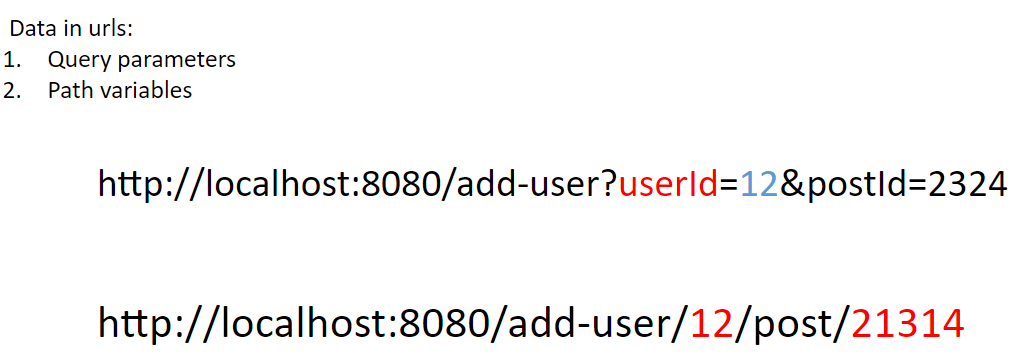 Data in urls:
1. Query parameters
2. Path variables
http://localhost:8080/add-user?userId=12&postId=2324
http://localhost:8080/add-user/12/post/21314